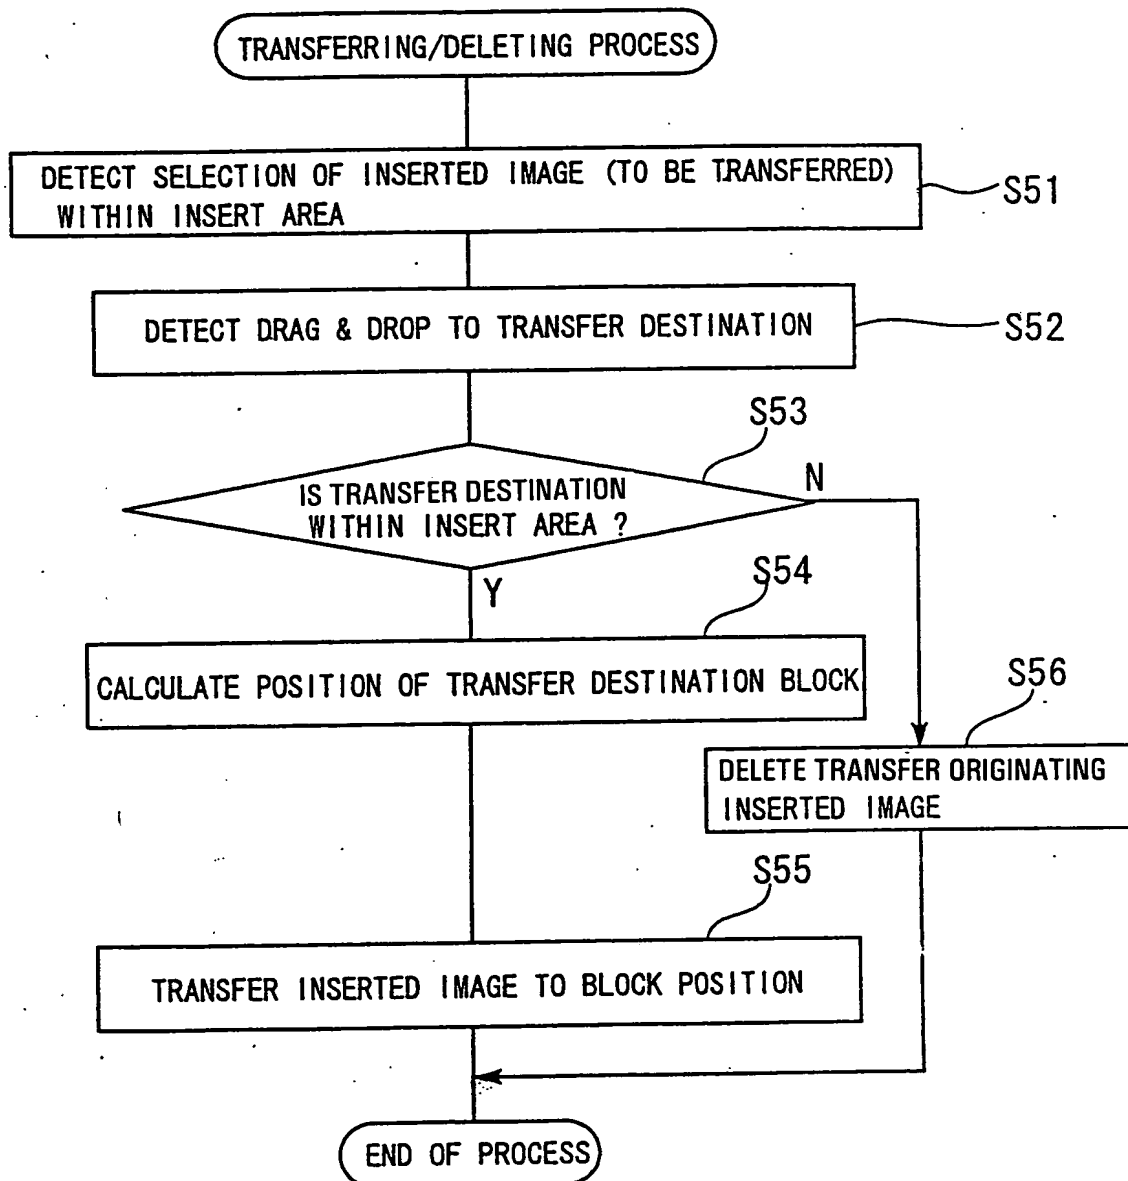 TRANSFERRING/DELETING PROCESS
DETECT SELECTION OF INSERTED IMAGE (TO BE TRANSFERRED)
WITHIN INSERT AREA
S51
DETECT DRAG & DROP TO TRANSFER DESTINATION
S52
S53
IS TRANSFER DESTINATION
WITHIN INSERT AREA ?
N
Y
S54
CALCULATE POSITION OF TRANSFER DESTINATION BLOCK
S56
DELETE TRANSFER ORIGINATING
INSERTED IMAGE
S55
TRANSFER INSERTED IMAGE TO BLOCK POSITION
END OF PROCESS